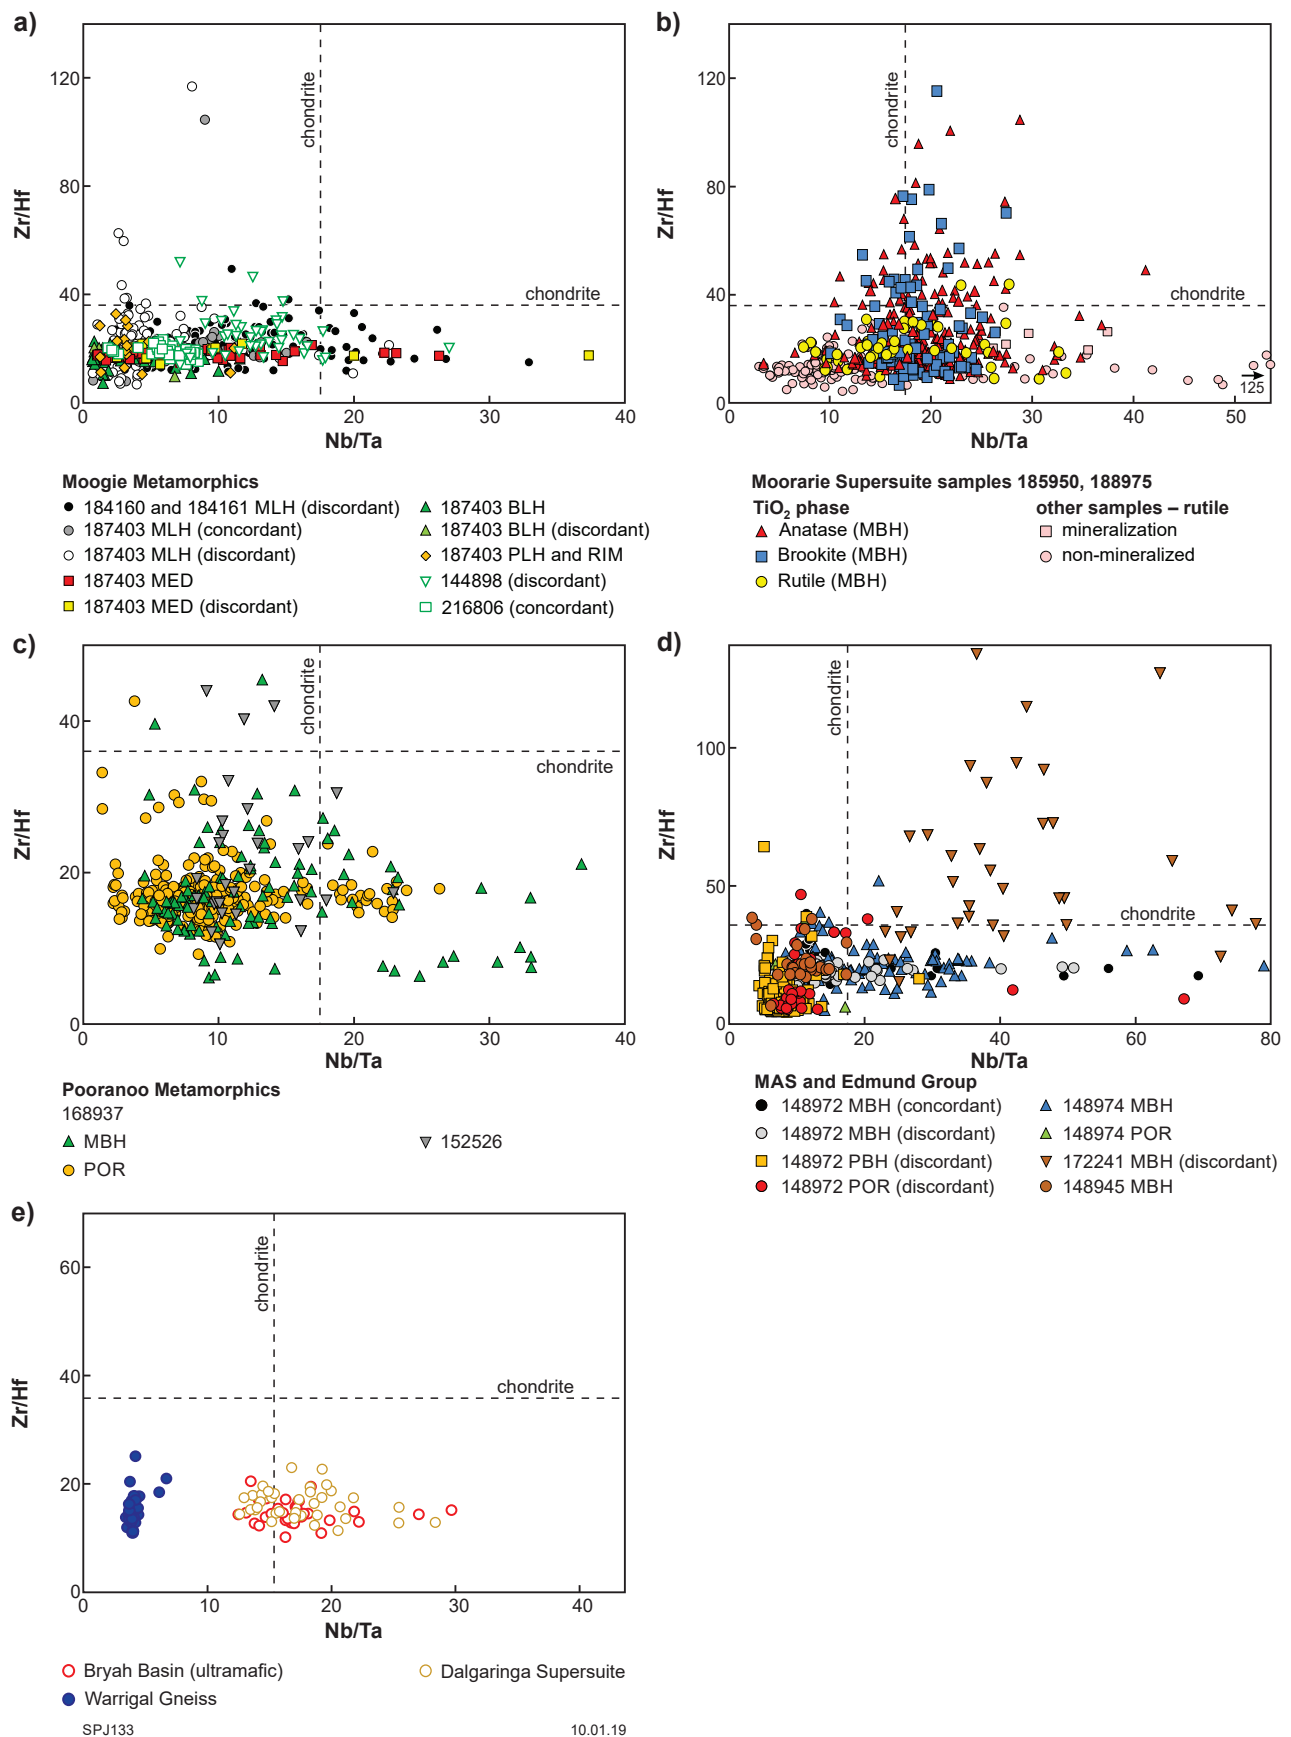 a)
Zr/Hf
120
80
40
0
chondrite
chondrite
0 10 20 30 40
Nb/Ta
Moogie Metamorphics
184160 and 184161 MLH (discordant)
187403 MLH (concordant)
187403 MLH (discordant)
187403 MED
187403 MED (discordant)
187403 BLH
187403 BLH (discordant)
187403 PLH and RIM
144898 (discordant)
216806 (concordant)
b)
Zr/Hf
120
80
40
0
chondrite
chondrite
125
0 10 20 30 40 50
Nb/Ta
Moorarie Supersuite samples 185950, 188975
TiO2 phase
Anatase (MBH)
Brookite (MBH)
Rutile (MBH)
other samples – rutile
mineralization
non-mineralized
c)
Zr/Hf
40
20
0
chondrite
chondrite
0 10 20 30 40
Nb/Ta
Pooranoo Metamorphics
168937
MBH
POR
152526
d)
Zr/Hf
100
50
0
chondrite
chondrite
0 20 40 60 80
Nb/Ta
MAS and Edmund Group
148972 MBH (concordant)
148972 MBH (discordant)
148972 PBH (discordant)
148972 POR (discordant)
148974 MBH
148974 POR
172241 MBH (discordant)
148945 MBH
e)
Zr/Hf
60
40
20
0
chondrite
chondrite
0 10 20 30 40
Nb/Ta
Bryah Basin (ultramafic)
Warrigal Gneiss
Dalgaringa Supersuite
SPJ133
10.01.19